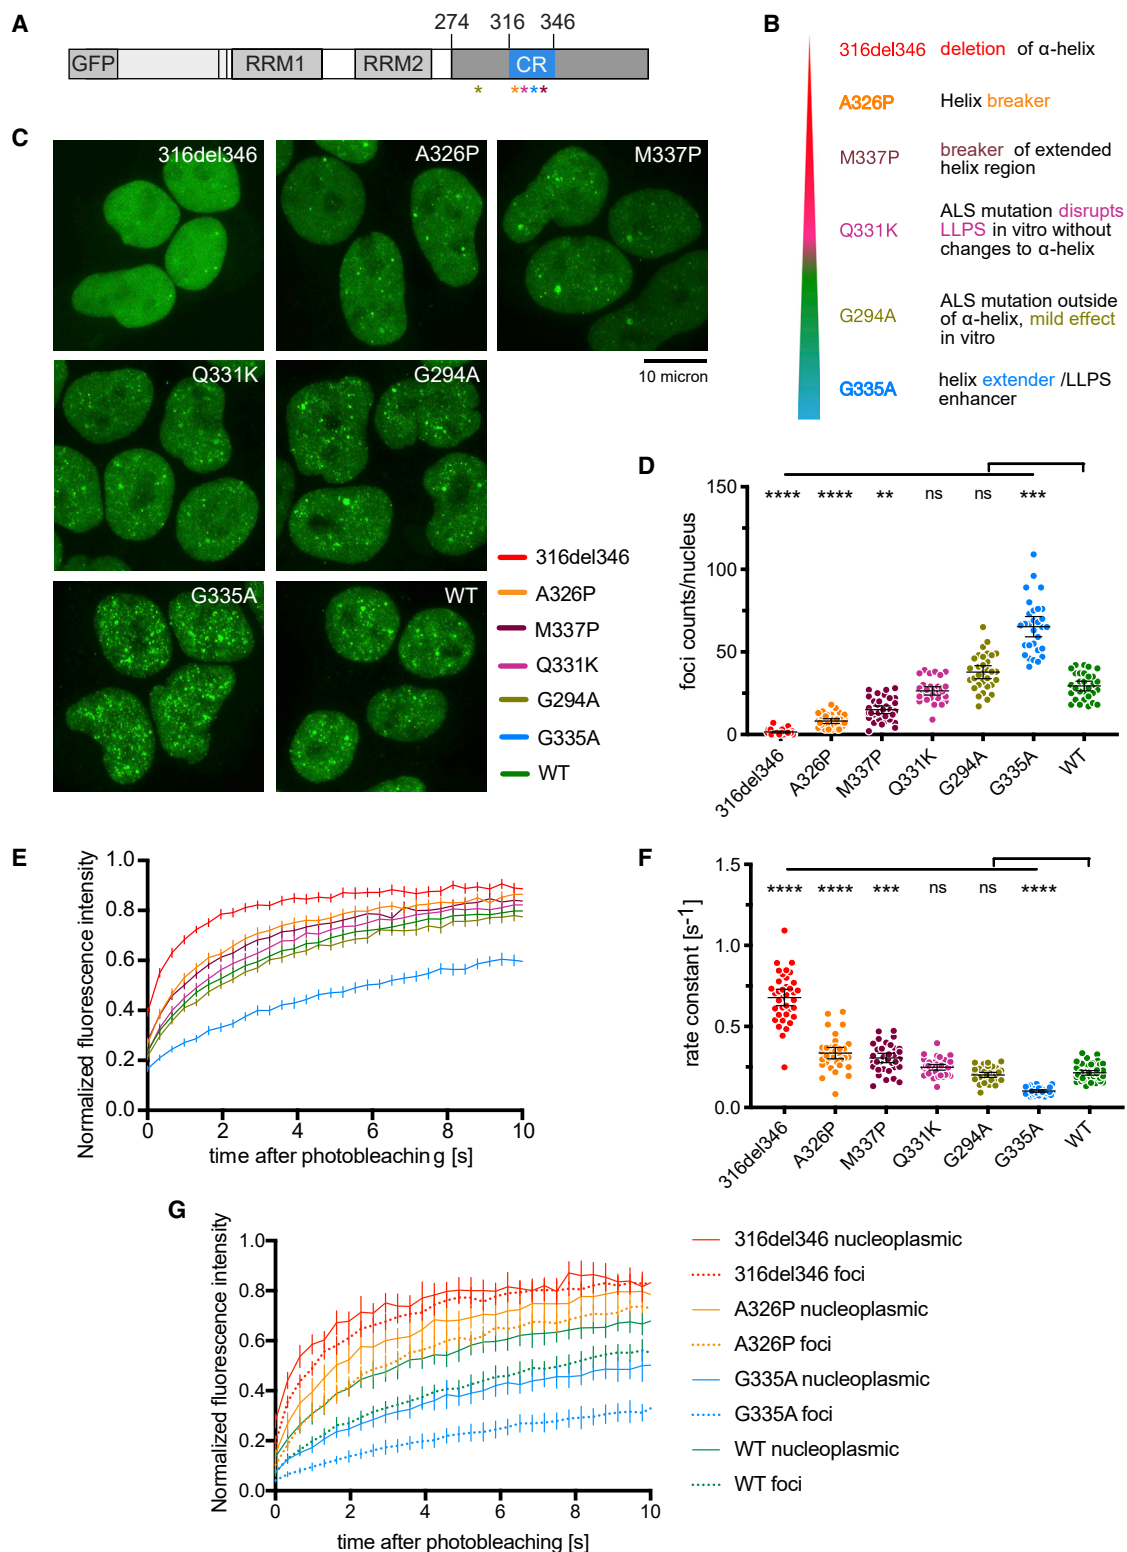 A
274 316 346
GFP RRM1 RRM2 CR
* * * * *
B
316del346 deletion of α-helix
A326P Helix breaker
M337P breaker of extended
helix region
Q331K ALS mutation disrupts
LLPS in vitro without
changes to α-helix
G294A ALS mutation outside
of α-helix, mild effect
in vitro
G335A helix extender /LLPS
enhancer
C
316del346 A326P M337P
10 micron
Q331K G294A
G335A WT
316del346
A326P
M337P
Q331K
G294A
G335A
WT
D
foci counts/nucleus
150
100
50
0
**** **** ** ns ns ***
316del346 A326P M337P Q331K G294A G335A WT
E
Normalized fluorescence intensity
1.0
0.8
0.6
0.4
0.2
0.0
0 2 4 6 8 10
time after photobleaching [s]
F
rate constant [s⁻¹]
1.5
1.0
0.5
0.0
**** **** *** ns ns ****
316del346 A326P M337P Q331K G294A G335A WT
G
Normalized fluorescence intensity
1.0
0.8
0.6
0.4
0.2
0.0
0 2 4 6 8 10
time after photobleaching [s]
316del346 nucleoplasmic
316del346 foci
A326P nucleoplasmic
A326P foci
G335A nucleoplasmic
G335A foci
WT nucleoplasmic
WT foci